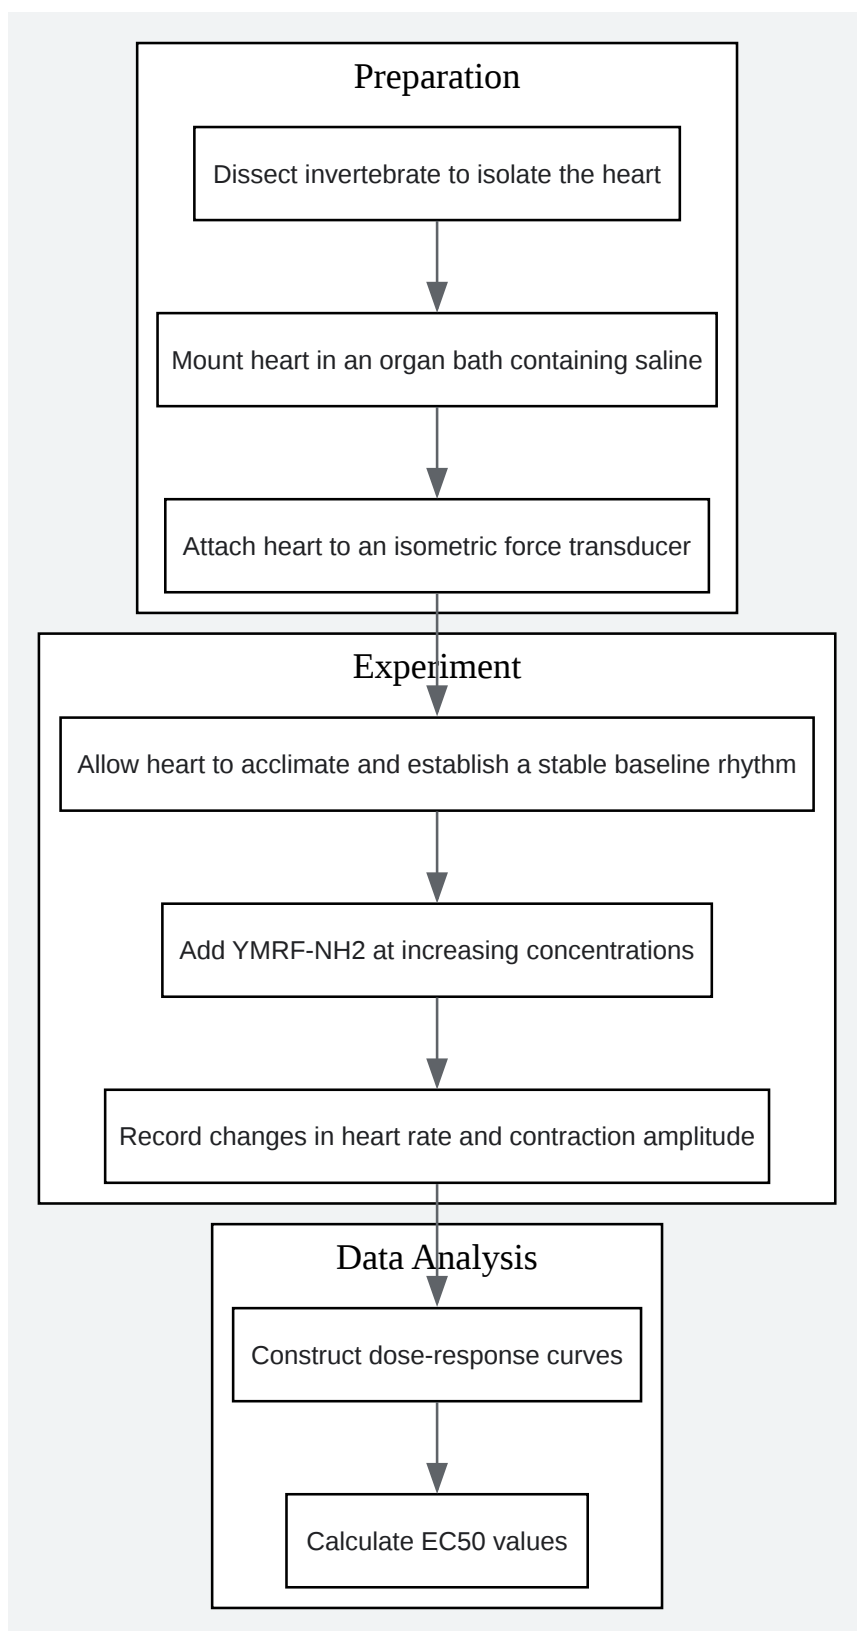 Preparation
Dissect invertebrate to isolate the heart
Mount heart in an organ bath containing saline
Attach heart to an isometric force transducer
Experiment
Allow heart to acclimate and establish a stable baseline rhythm
Add YMRF-NH2 at increasing concentrations
Record changes in heart rate and contraction amplitude
Data Analysis
Construct dose-response curves
Calculate EC50 values